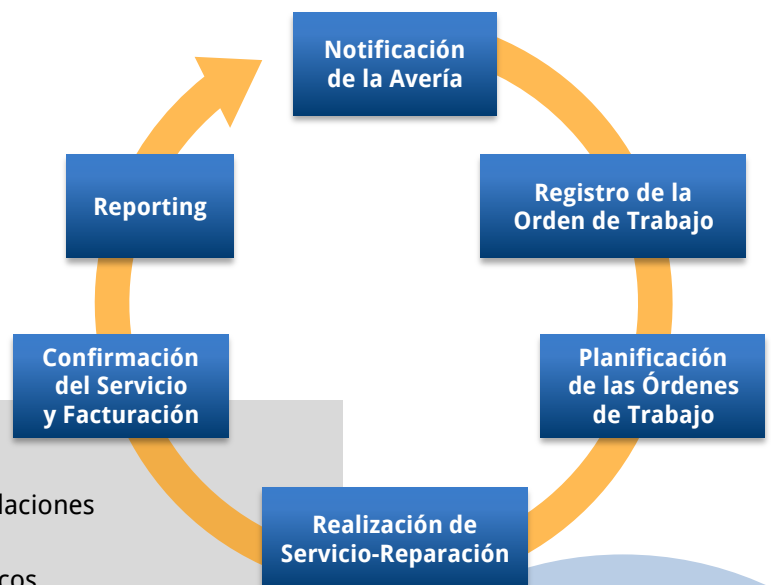 Notificación
de la Avería
Registro de la
Orden de Trabajo
Planificación
de las Órdenes
de Trabajo
Realización de
Servicio-Reparación
Confirmación
del Servicio
y Facturación
Reporting